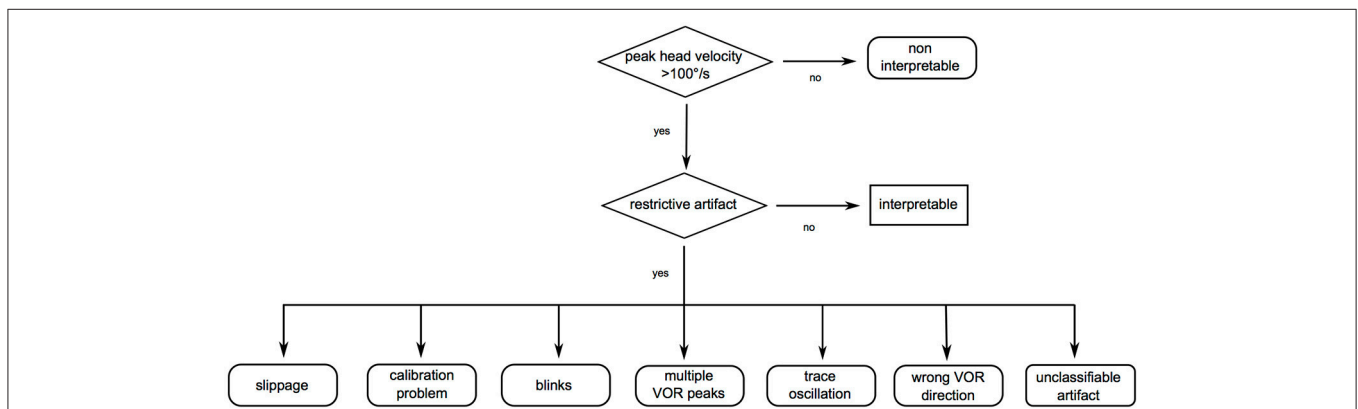 peak head velocity
>100°/s
no
non
interpretable
yes
restrictive artifact
no
interpretable
yes
slippage
calibration
problem
blinks
multiple
VOR peaks
trace
oscillation
wrong VOR
direction
unclassifiable
artifact